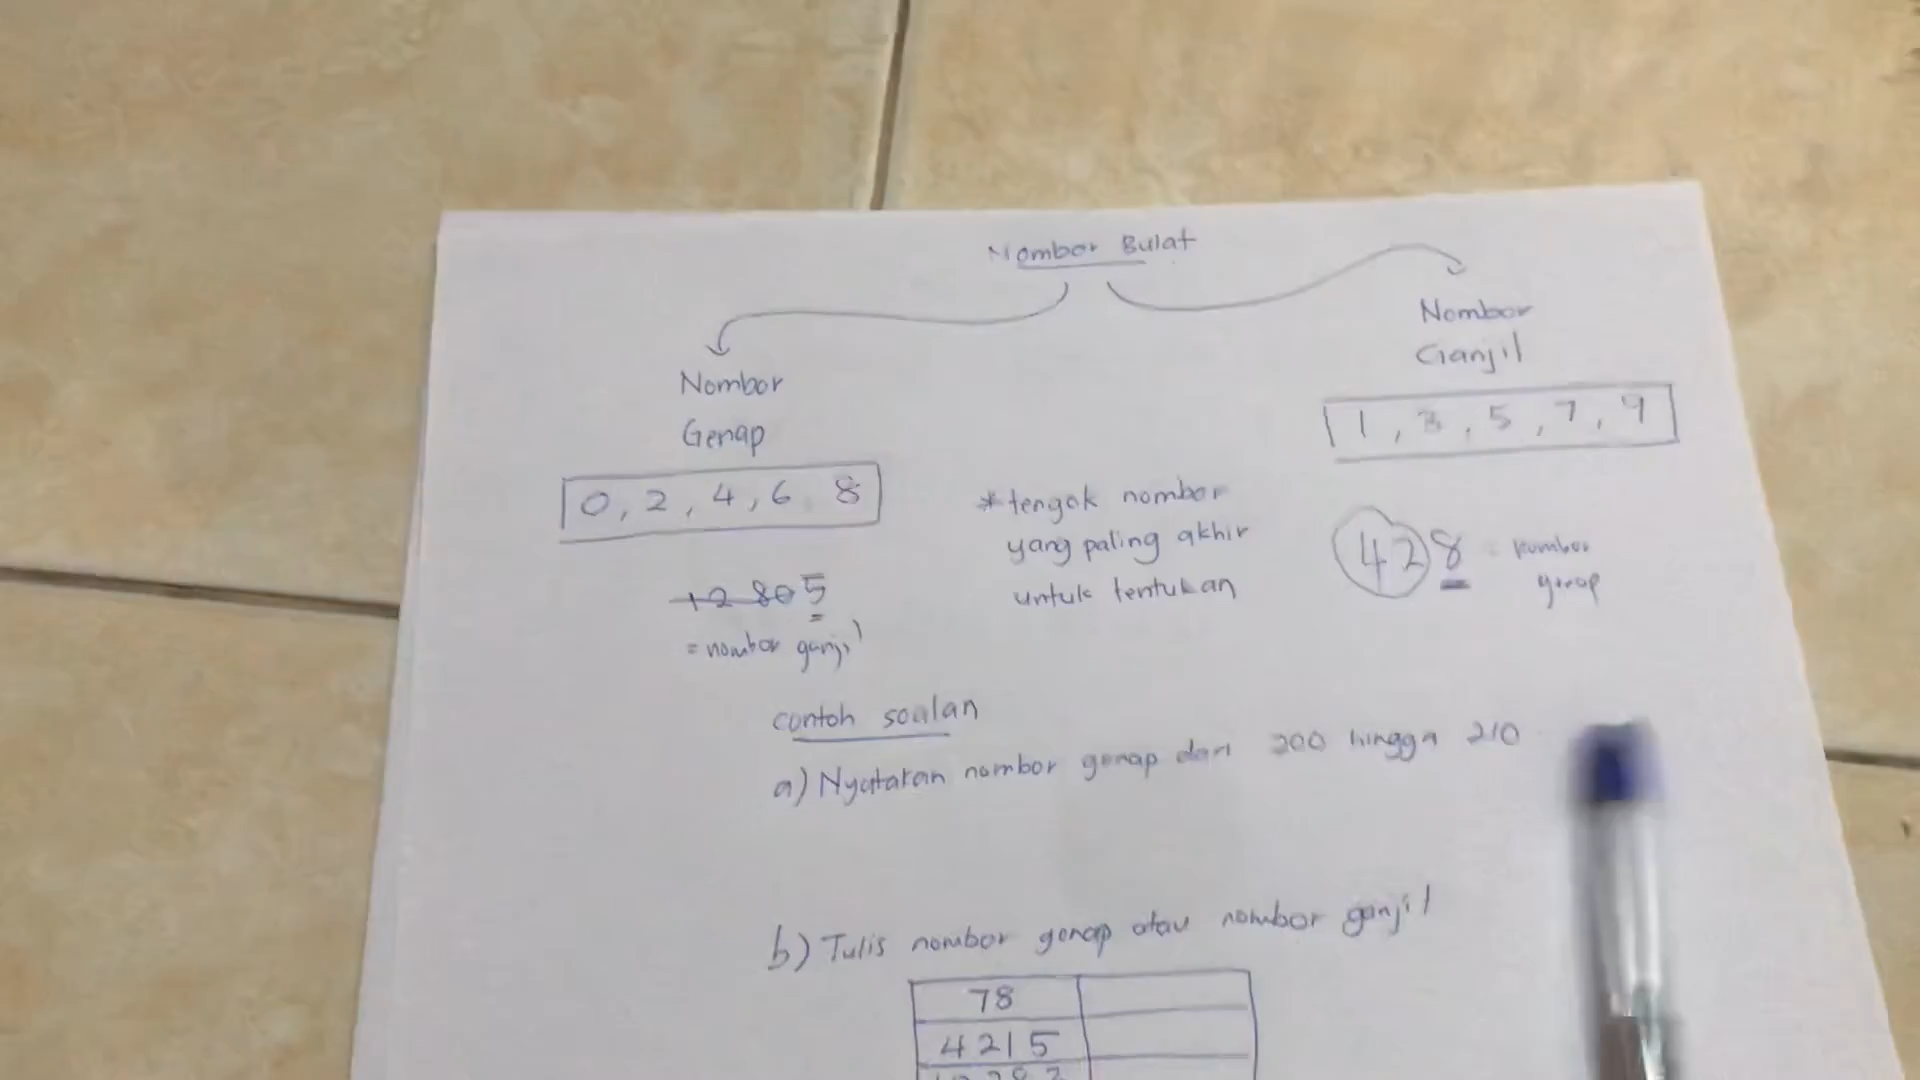 Nombor Bulat
Nombor
Genap
0, 2, 4, 6 8
12 805
= nombor ganjil
* tengok nombor
yang paling akhir
untuk tentukan
Nombor
Ganjil
1, 3, 5, 7, 9
428 = nombor
genap
contoh soalan
a) Nyatakan nombor genap dari 200 hingga 210
b) Tulis nombor genap atau nombor ganjil
78
4215